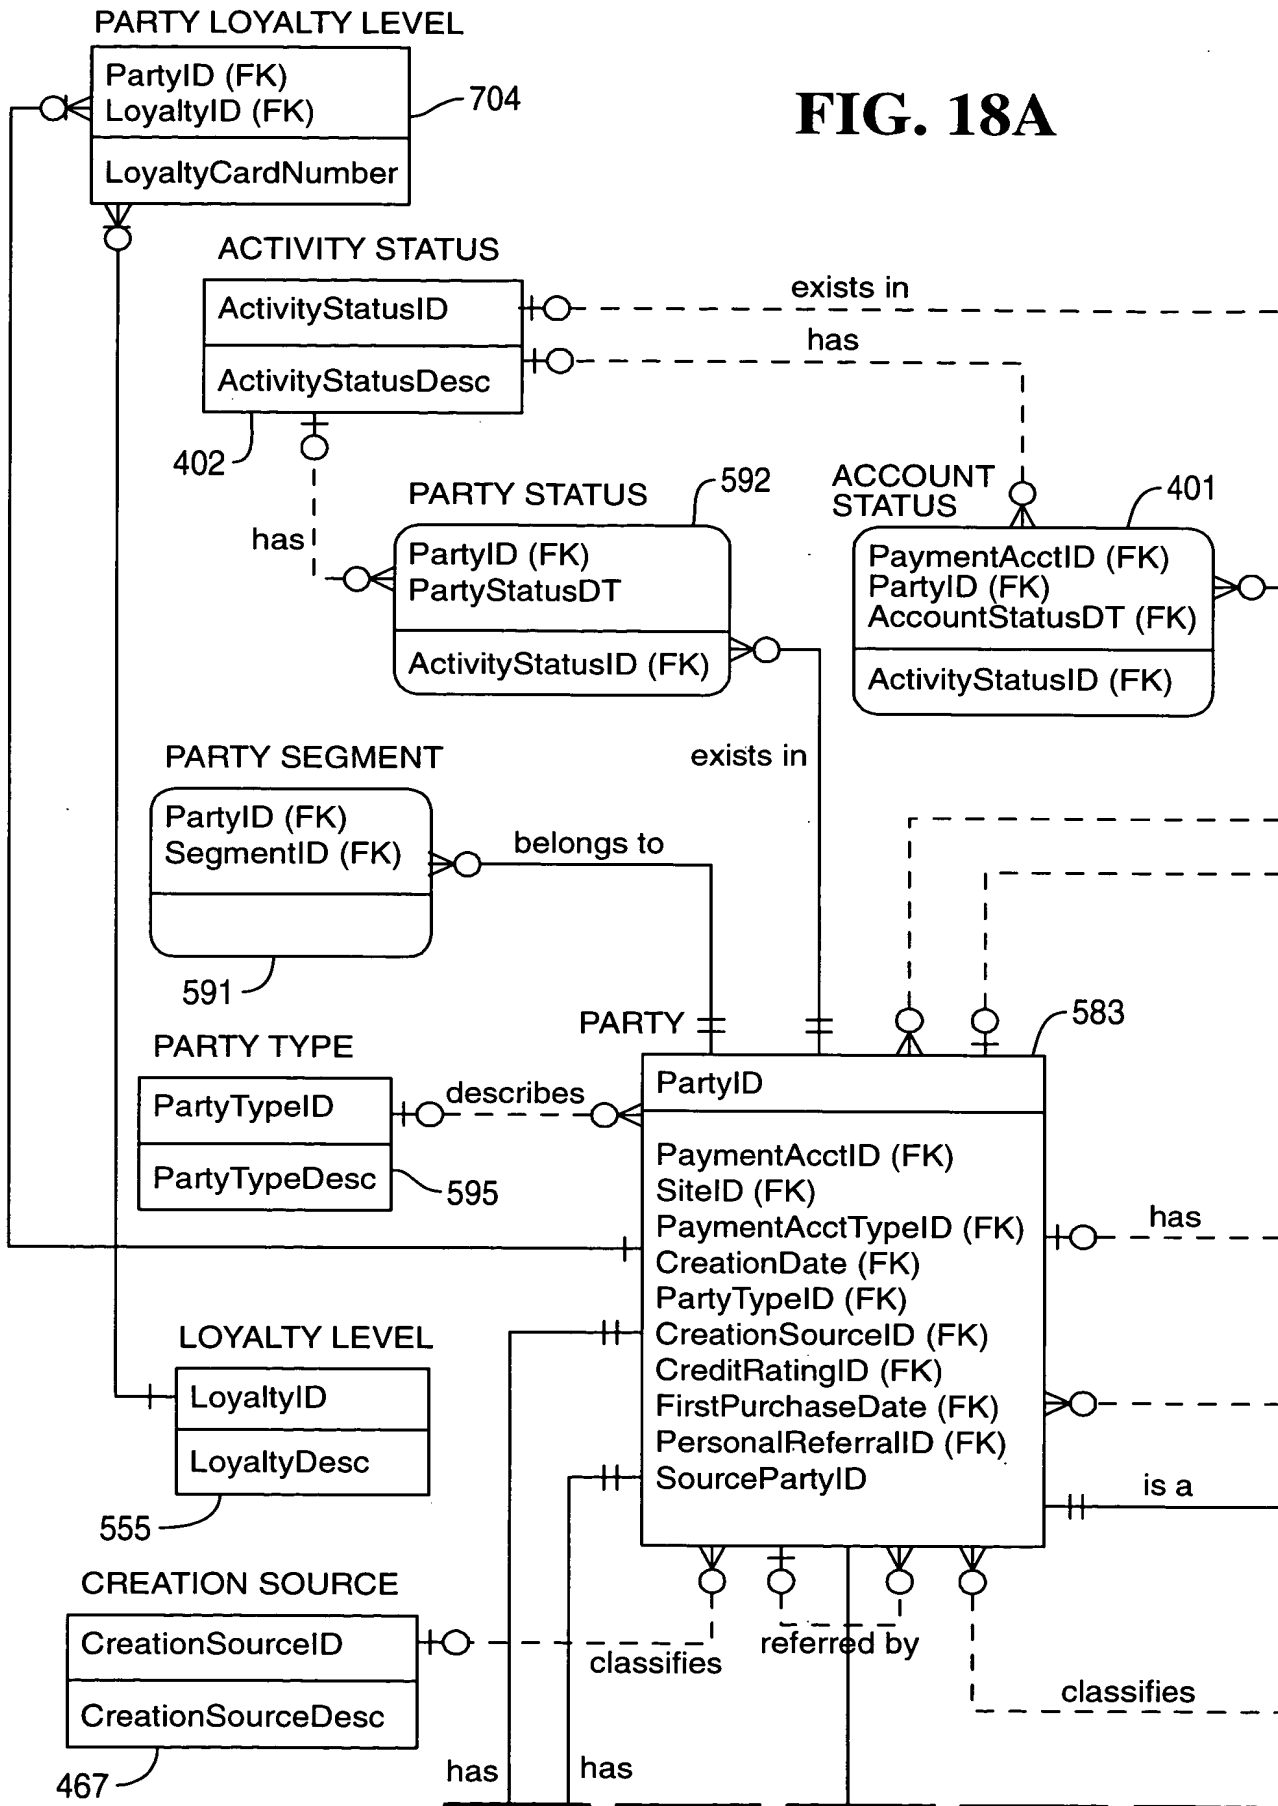 PARTY LOYALTY LEVEL
PartyID (FK)
LoyaltyID (FK)
LoyaltyCardNumber
704
FIG. 18A
ACTIVITY STATUS
ActivityStatusID
ActivityStatusDesc
402
exists in
has
has
PARTY STATUS
592
PartyID (FK)
PartyStatusDT
ActivityStatusID (FK)
ACCOUNT
STATUS
401
PaymentAcctID (FK)
PartyID (FK)
AccountStatusDT (FK)
ActivityStatusID (FK)
exists in
PARTY SEGMENT
PartyID (FK)
SegmentID (FK)
591
belongs to
PARTY TYPE
PartyTypeID
PartyTypeDesc
595
describes
PARTY
583
PartyID
PaymentAcctID (FK)
SiteID (FK)
PaymentAcctTypeID (FK)
CreationDate (FK)
PartyTypeID (FK)
CreationSourceID (FK)
CreditRatingID (FK)
FirstPurchaseDate (FK)
PersonalReferralID (FK)
SourcePartyID
has
is a
LOYALTY LEVEL
LoyaltyID
LoyaltyDesc
555
CREATION SOURCE
CreationSourceID
CreationSourceDesc
467
classifies
referred by
classifies
has
has